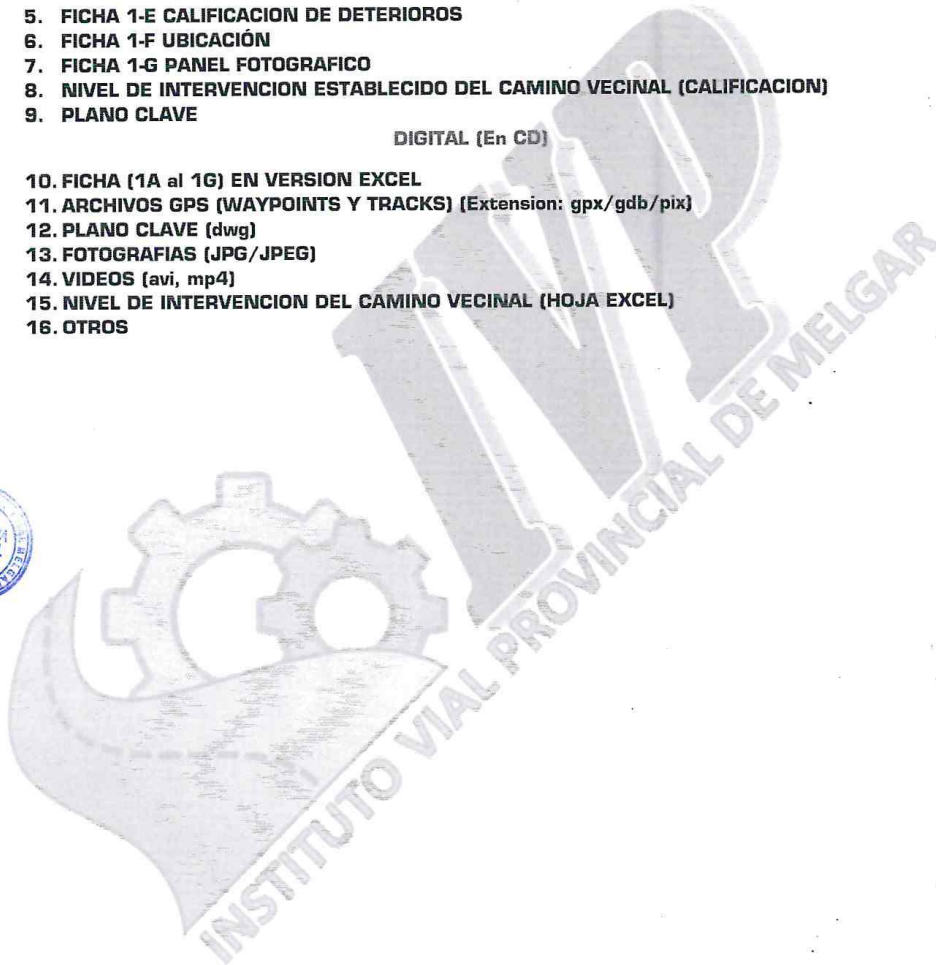 5. FICHA 1-E CALIFICACION DE DETERIOROS
6. FICHA 1-F UBICACIÓN
7. FICHA 1-G PANEL FOTOGRAFICO
8. NIVEL DE INTERVENCION ESTABLECIDO DEL CAMINO VECINAL (CALIFICACION)
9. PLANO CLAVE
DIGITAL (En CD)
10. FICHA (1A al 1G) EN VERSION EXCEL
11. ARCHIVOS GPS (WAYPOINTS Y TRACKS) (Extension: gpx/gdb/pix)
12. PLANO CLAVE (dwg)
13. FOTOGRAFIAS (JPG/JPEG)
14. VIDEOS (avi, mp4)
15. NIVEL DE INTERVENCION DEL CAMINO VECINAL (HOJA EXCEL)
16. OTROS
IVP
INSTITUTO VIAL PROVINCIAL DE MELGAR